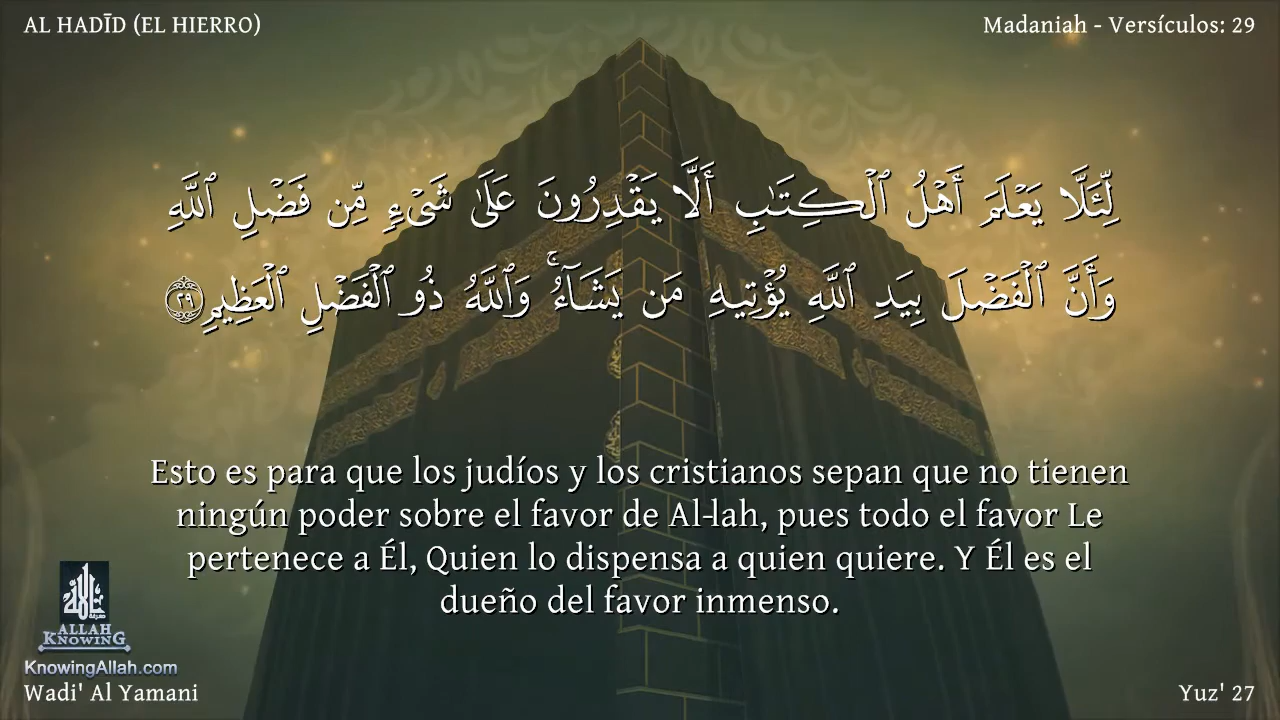 AL HADĪD (EL HIERRO)
Madaniah - Versículos: 29
لِّئَلَّا يَعْلَمَ أَهْلُ ٱلْكِتَٰبِ أَلَّا يَقْدِرُونَ عَلَىٰ شَىْءٍ مِّن فَضْلِ ٱللَّهِ
وَأَنَّ ٱلْفَضْلَ بِيَدِ ٱللَّهِ يُؤْتِيهِ مَن يَشَآءُ ۚ وَٱللَّهُ ذُو ٱلْفَضْلِ ٱلْعَظِيمِ ٢٩
Esto es para que los judíos y los cristianos sepan que no tienen
ningún poder sobre el favor de Al-lah, pues todo el favor Le
pertenece a Él, Quien lo dispensa a quien quiere. Y Él es el
dueño del favor inmenso.
ALLAH
KNOWING
KnowingAllah.com
Wadi' Al Yamani
Yuz' 27